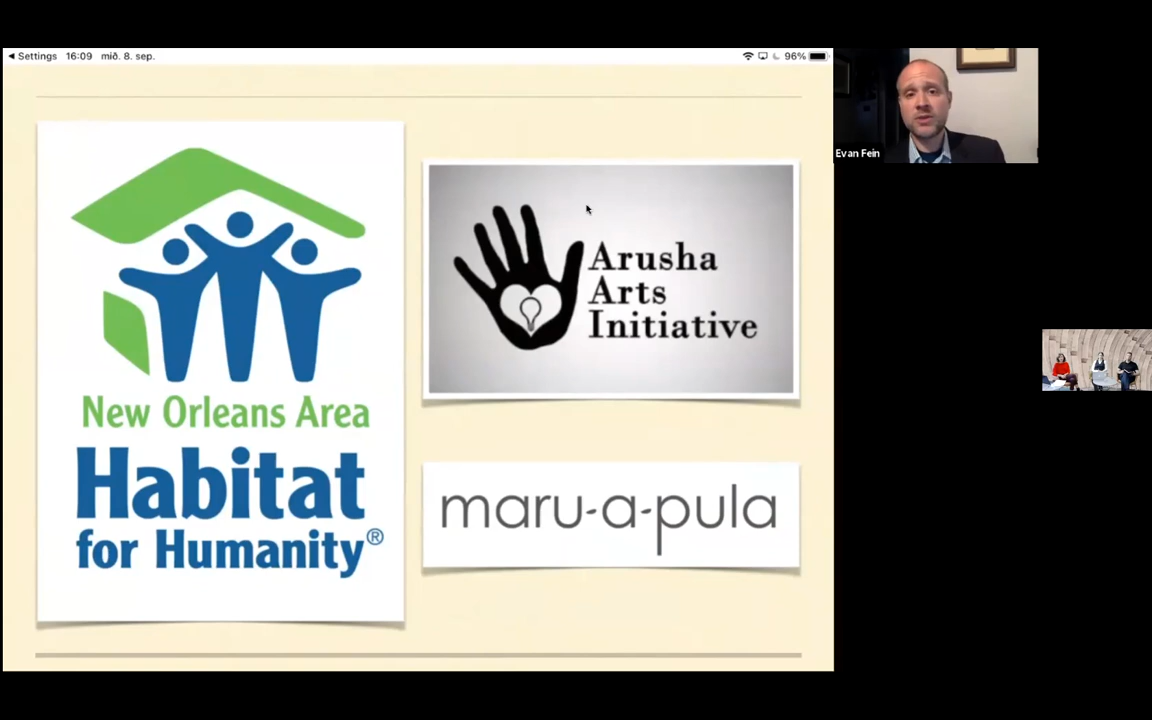 Settings 16:09 mið. 8. sep.
96%
New Orleans Area
Habitat
for Humanity®
Arusha
Arts
Initiative
maru-a-pula
Evan Fein